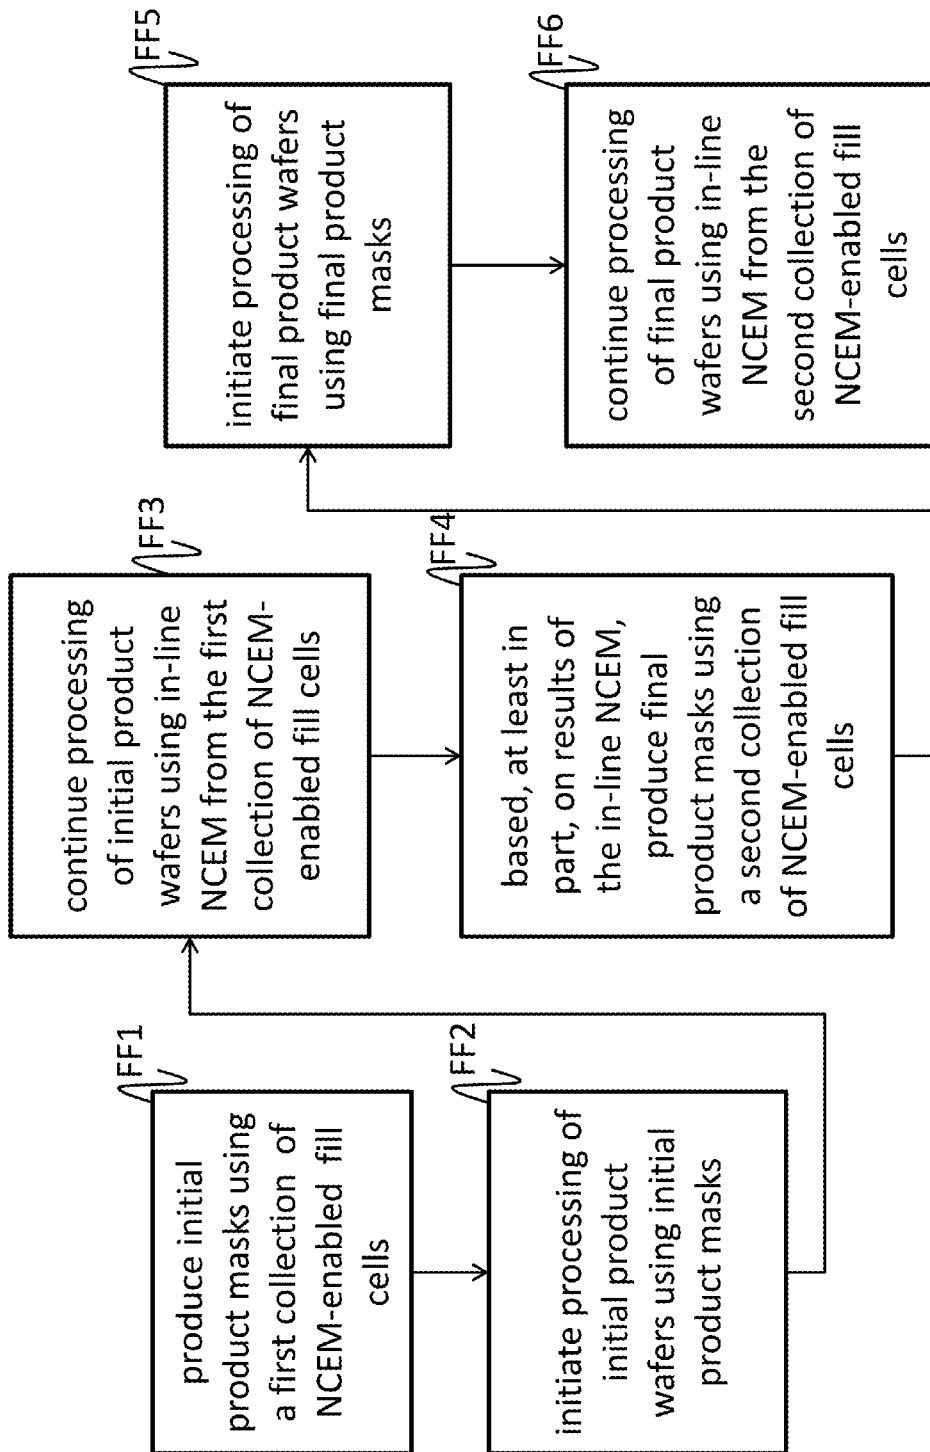 FF1
produce initial
product masks using
a first collection of
NCEM-enabled fill
cells
FF2
initiate processing of
initial product
wafers using initial
product masks
FF3
continue processing
of initial product
wafers using in-line
NCEM from the first
collection of NCEM-
enabled fill cells
FF4
based, at least in
part, on results of
the in-line NCEM,
produce final
product masks using
a second collection
of NCEM-enabled fill
cells
FF5
initiate processing of
final product wafers
using final product
masks
FF6
continue processing
of final product
wafers using in-line
NCEM from the
second collection of
NCEM-enabled fill
cells